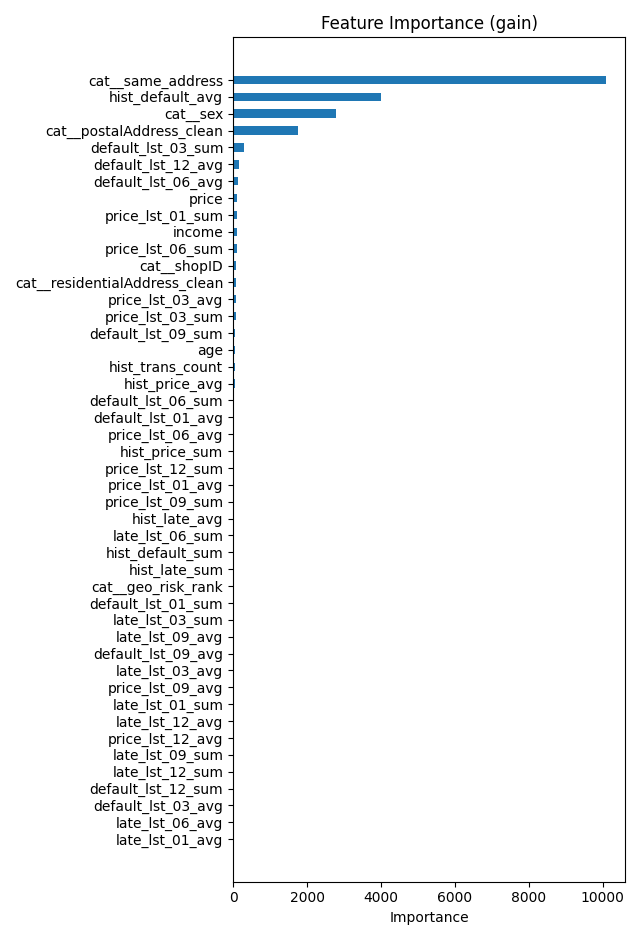 Feature Importance (gain)
cat__same_address
hist_default_avg
cat__sex
cat__postalAddress_clean
default_lst_03_sum
default_lst_12_avg
default_lst_06_avg
price
price_lst_01_sum
income
price_lst_06_sum
cat__shopID
cat__residentialAddress_clean
price_lst_03_avg
price_lst_03_sum
default_lst_09_sum
age
hist_trans_count
hist_price_avg
default_lst_06_sum
default_lst_01_avg
price_lst_06_avg
hist_price_sum
price_lst_12_sum
price_lst_01_avg
price_lst_09_sum
hist_late_avg
late_lst_06_sum
hist_default_sum
hist_late_sum
cat__geo_risk_rank
default_lst_01_sum
late_lst_03_sum
late_lst_09_avg
default_lst_09_avg
late_lst_03_avg
price_lst_09_avg
late_lst_01_sum
late_lst_12_avg
price_lst_12_avg
late_lst_09_sum
late_lst_12_sum
default_lst_12_sum
default_lst_03_avg
late_lst_06_avg
late_lst_01_avg
0 2000 4000 6000 8000 10000
Importance